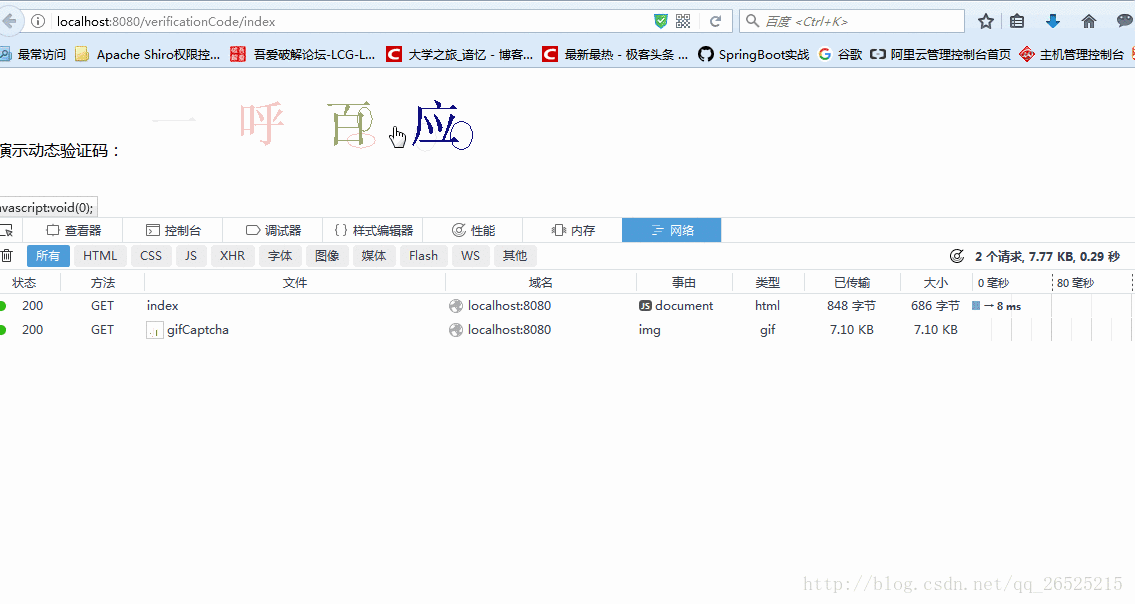 localhost:8080/verificationCode/index
百度 <Ctrl+K>
最常访问 Apache Shiro权限控... 吾爱破解论坛-LCG-L... 大学之旅_谙忆 - 博客... 最新最热 - 极客头条 ... SpringBoot实战 谷歌 阿里云管理控制台首页 主机管理控制台
一 呼 百 应
演示动态验证码：
avascript:void(0);
查看器 控制台 调试器 { } 样式编辑器 性能 内存 网络
所有 HTML CSS JS XHR 字体 图像 媒体 Flash WS 其他 2 个请求, 7.77 KB, 0.29 秒
状态 方法 文件 域名 事由 类型 已传输 大小 0 毫秒 80 毫秒
200 GET index localhost:8080 JS document html 848 字节 686 字节 → 8 ms
200 GET gifCaptcha localhost:8080 img gif 7.10 KB 7.10 KB
http://blog.csdn.net/qq_26525215